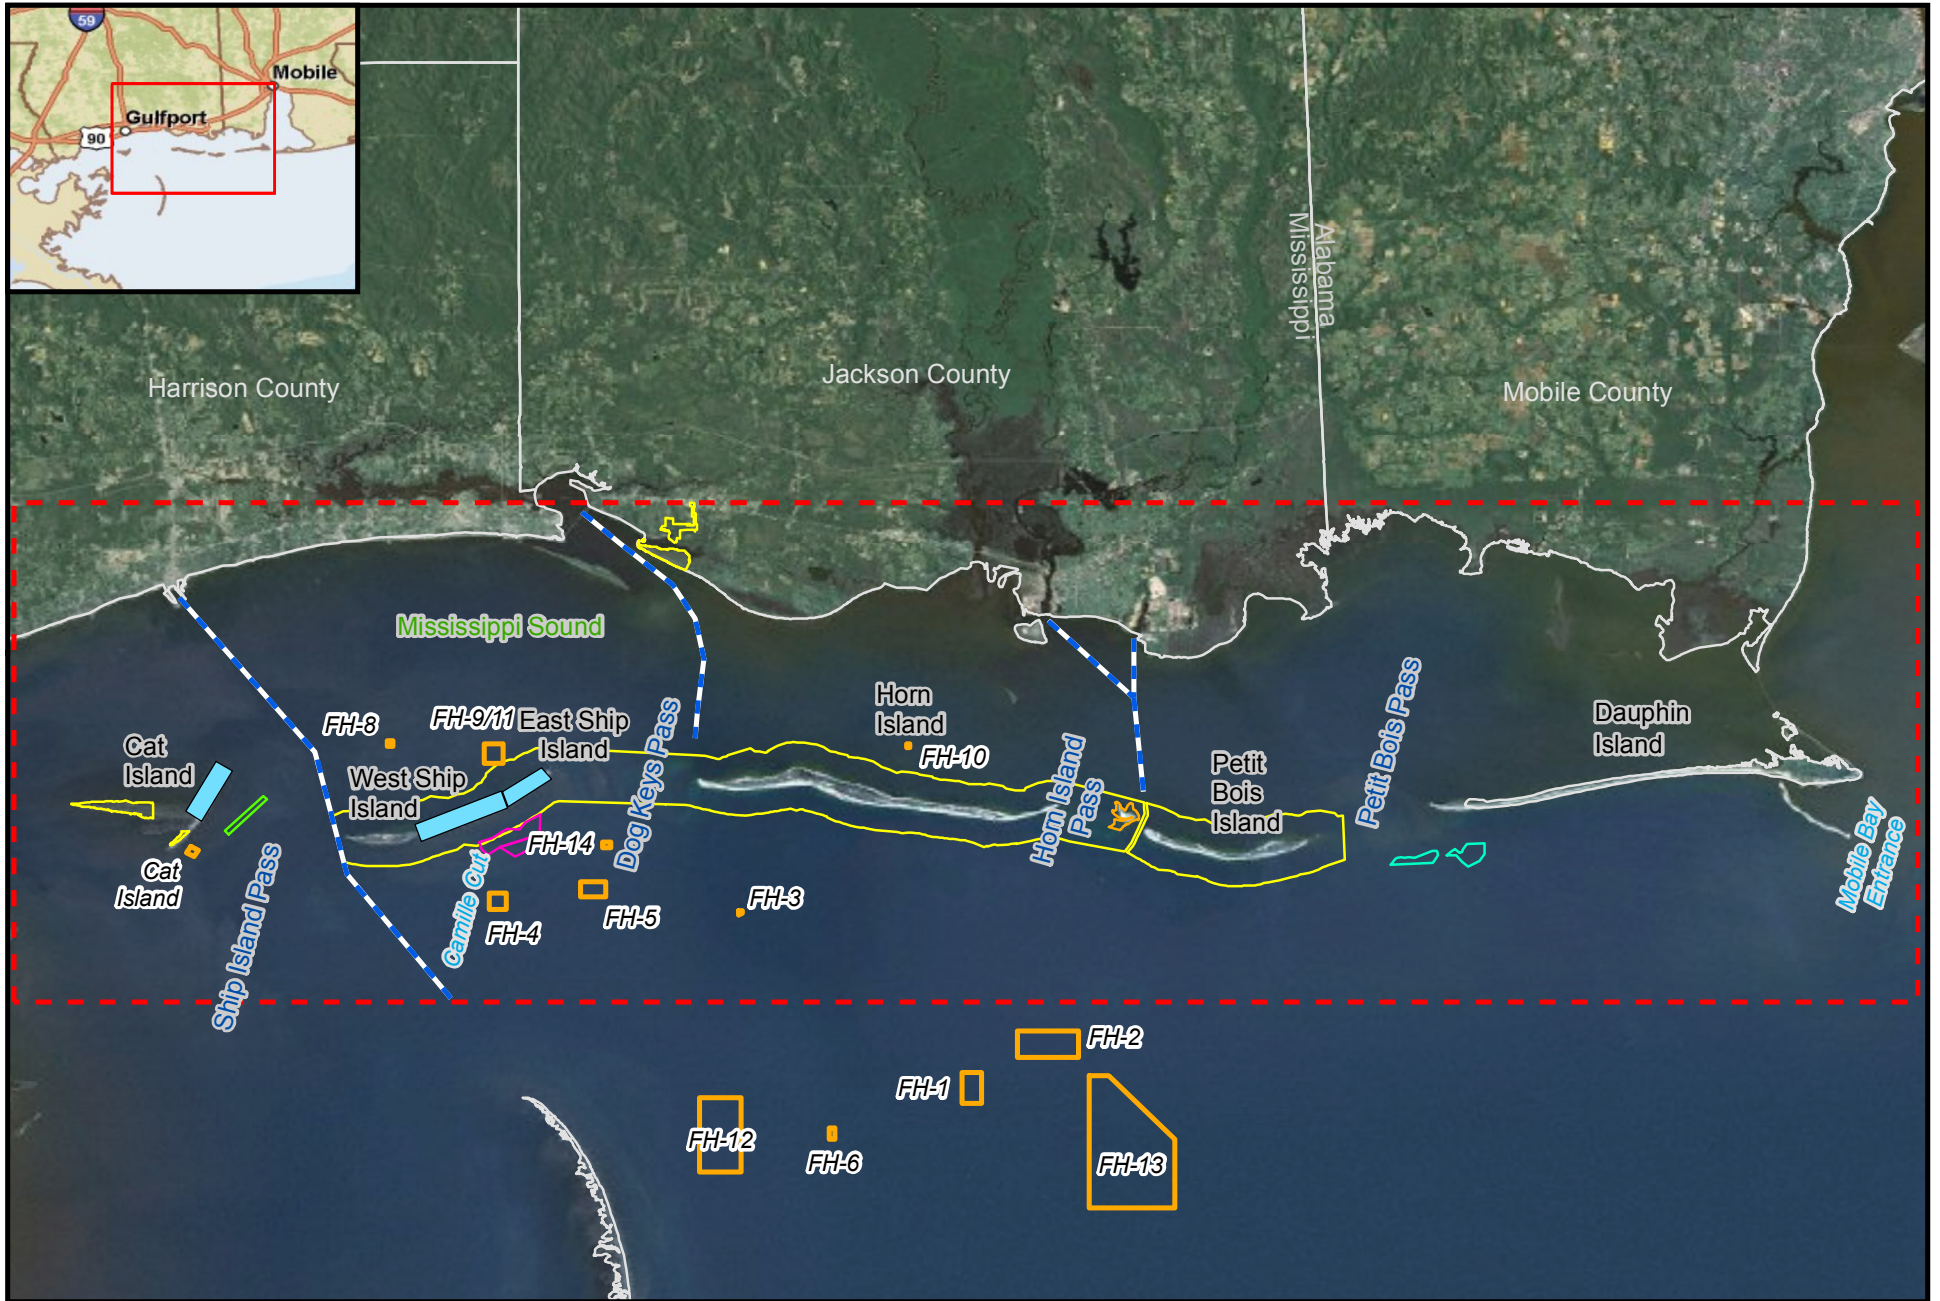 59
Mobile
Gulfport
90
Alabama
Mississippi
Harrison County
Jackson County
Mobile County
Mississippi Sound
Cat
Island
FH-8
FH-9/11
East Ship
Island
West Ship
Island
Dog Keys Pass
Horn
Island
FH-10
Horn Island
Pass
Petit
Bois
Island
Petit Bois Pass
Dauphin
Island
Mobile Bay
Entrance
Cat
Island
Ship Island Pass
Camille Cut
FH-14
FH-4
FH-5
FH-3
FH-2
FH-1
FH-12
FH-6
FH-13